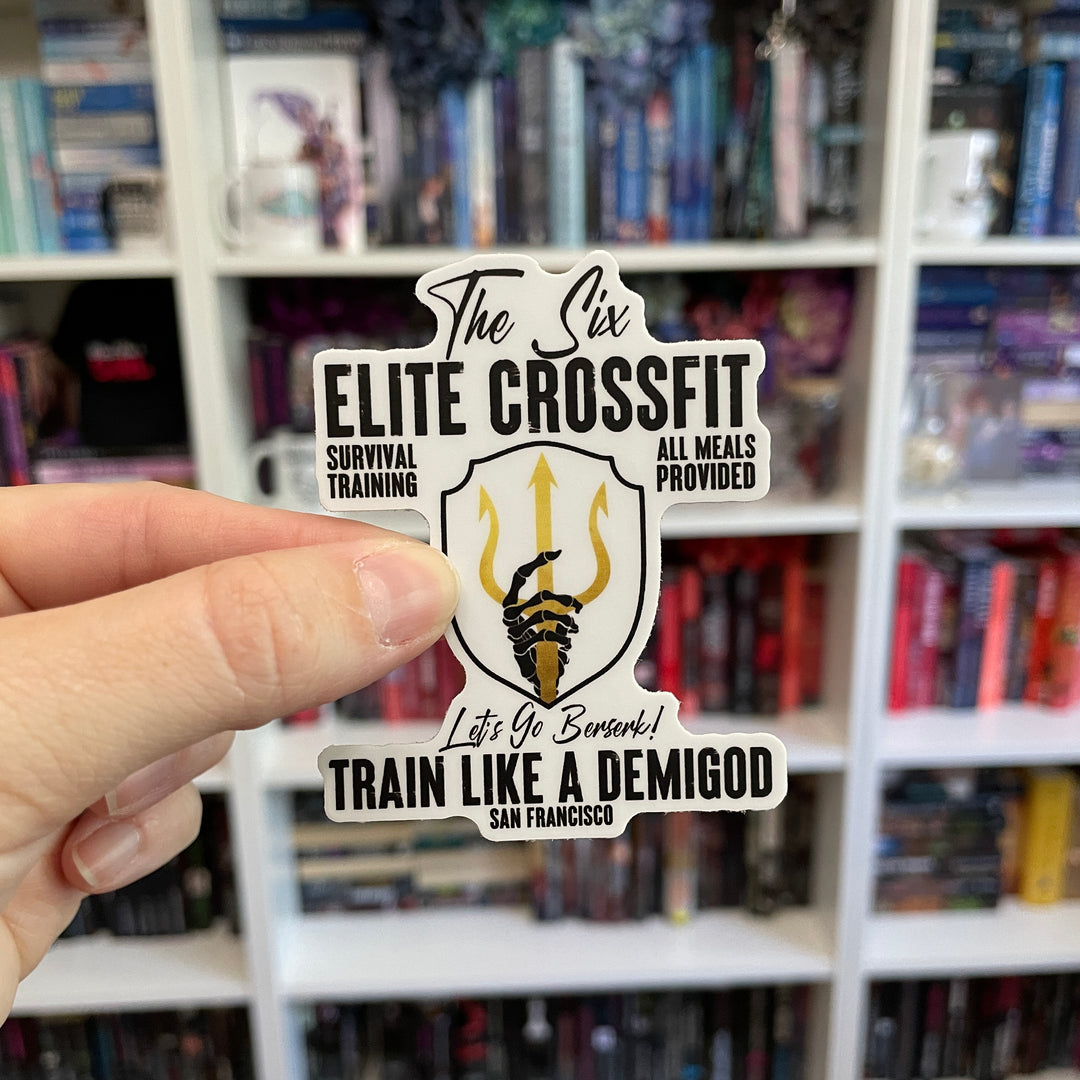 The Six
ELITE CROSSFIT
SURVIVAL
TRAINING
ALL MEALS
PROVIDED
Let's Go Berserk!
TRAIN LIKE A DEMIGOD
SAN FRANCISCO